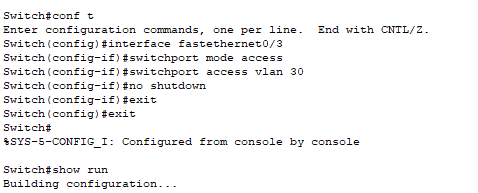 Switch#conf t
Enter configuration commands, one per line.  End with CNTL/Z.
Switch(config)#interface fastethernet0/3
Switch(config-if)#switchport mode access
Switch(config-if)#switchport access vlan 30
Switch(config-if)#no shutdown
Switch(config-if)#exit
Switch(config)#exit
Switch#
%SYS-5-CONFIG_I: Configured from console by console
Switch#show run
Building configuration...